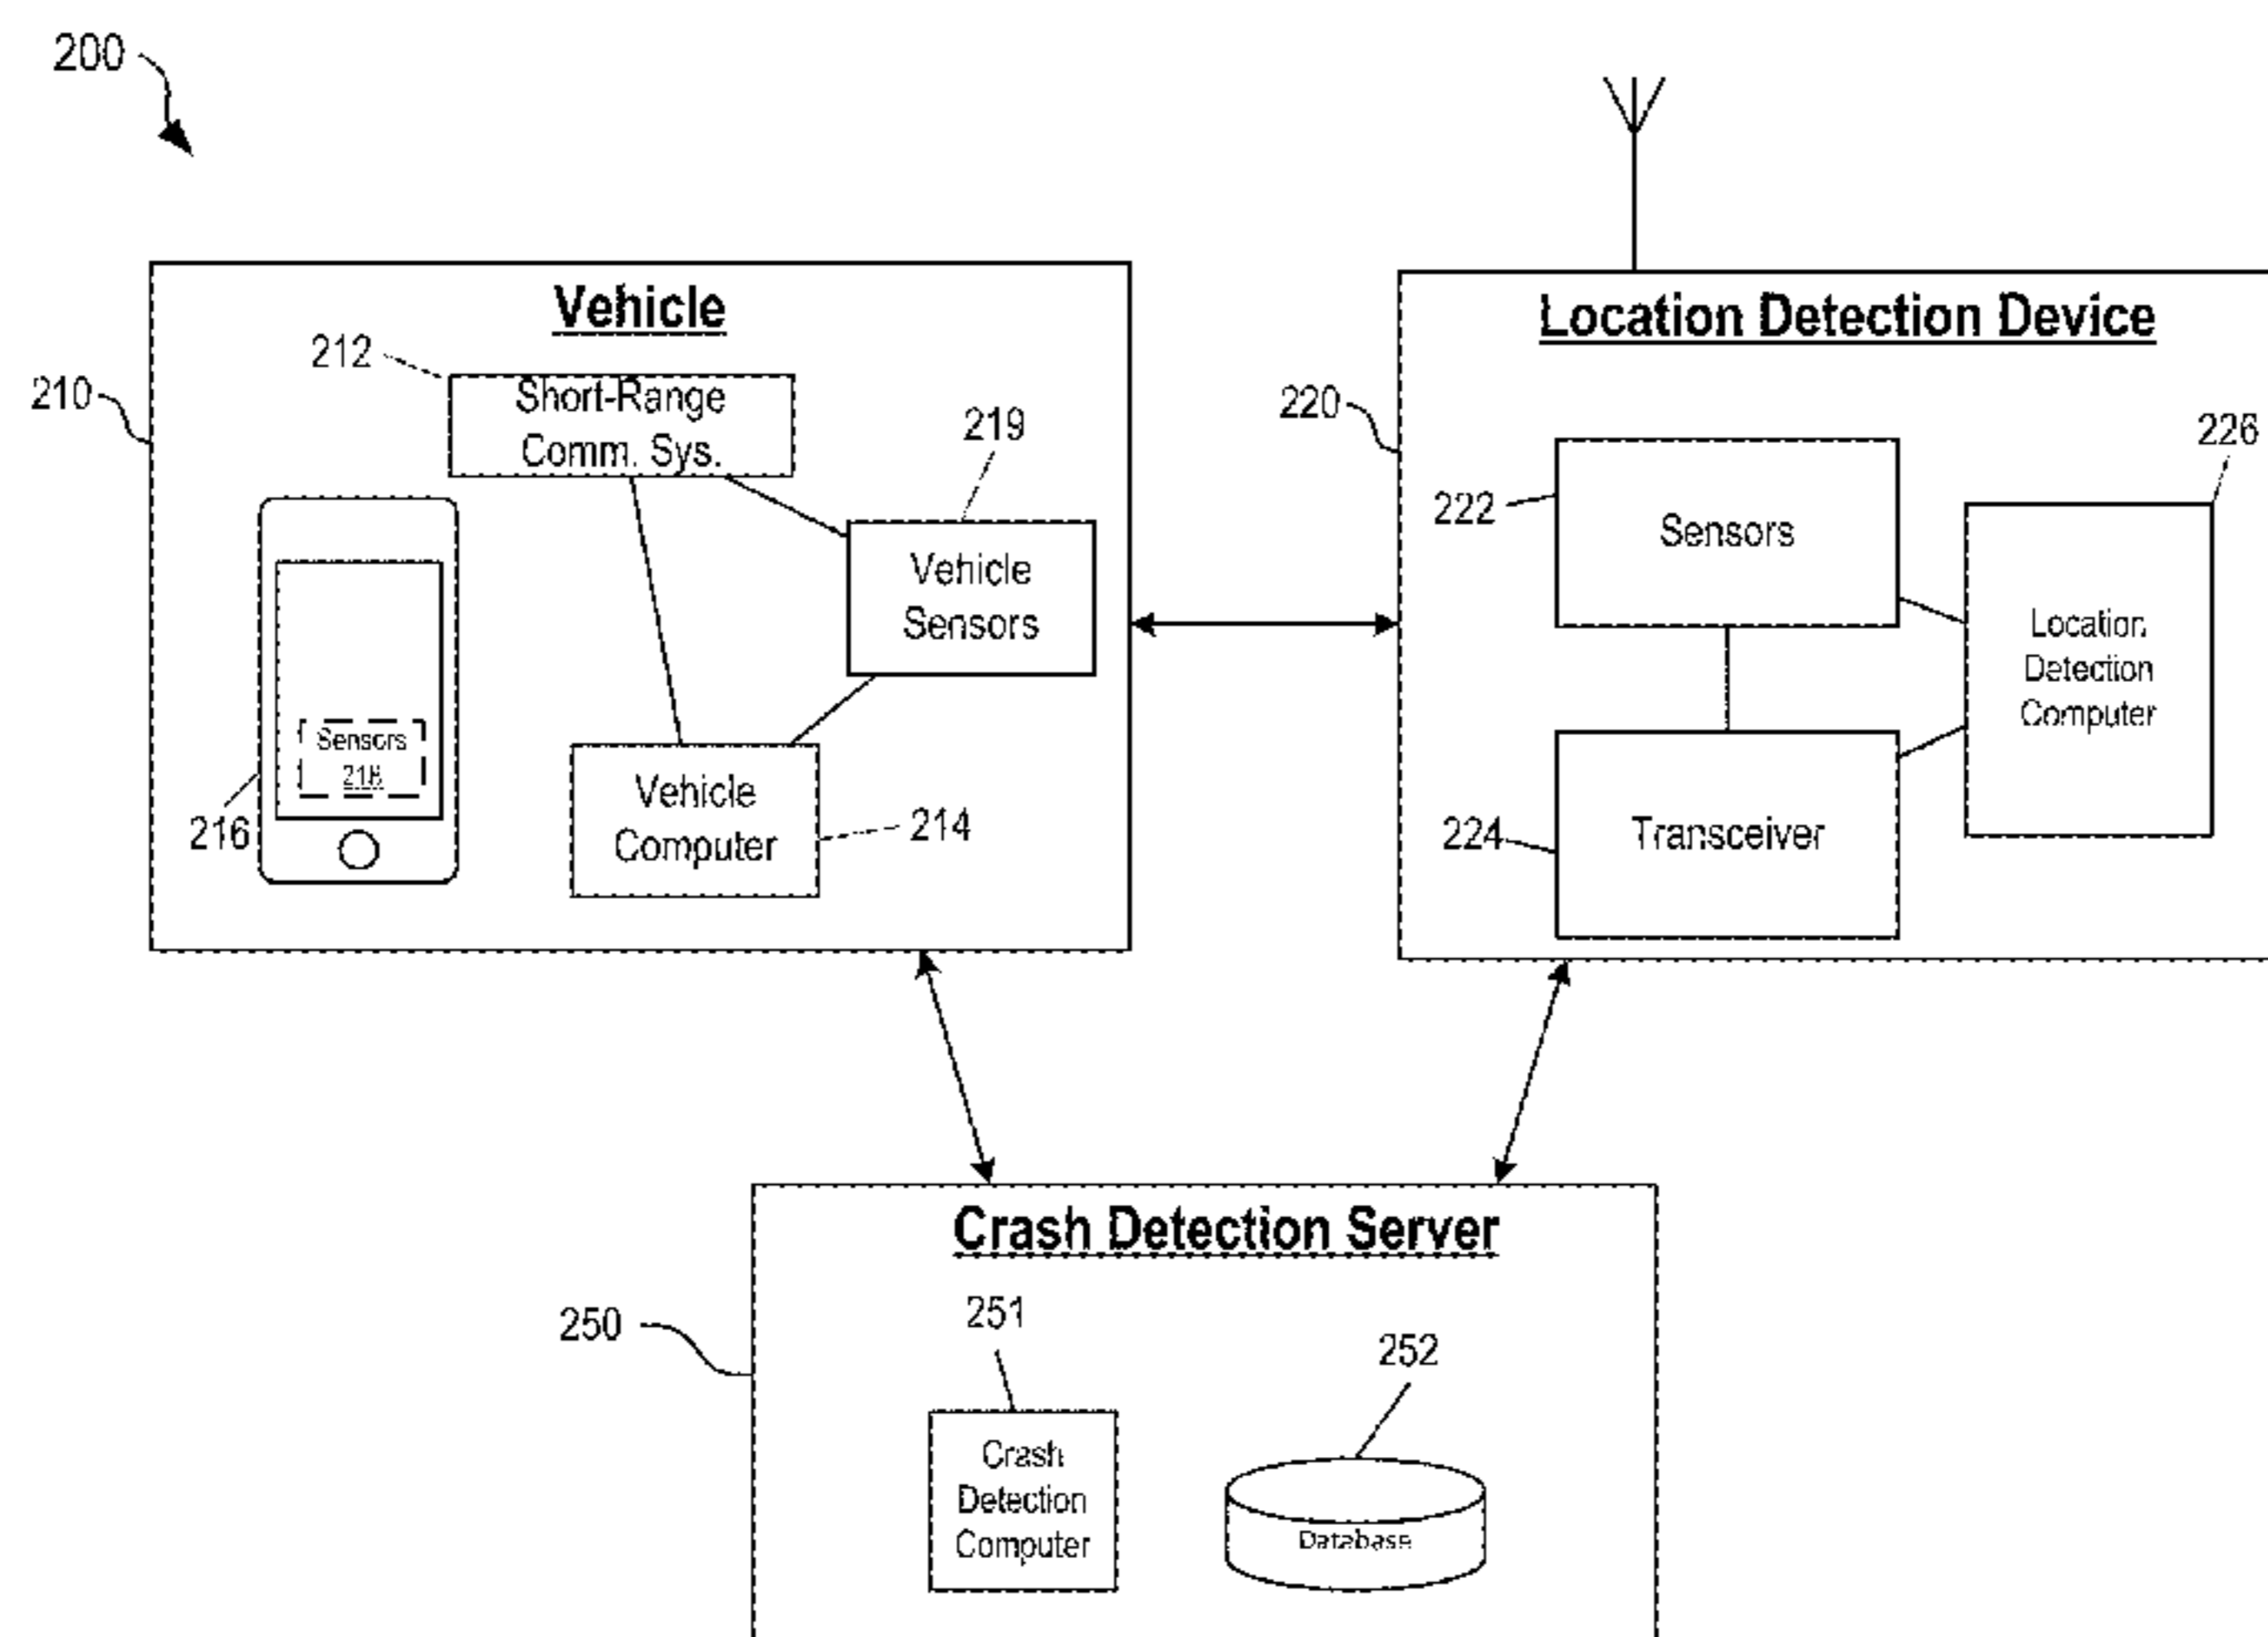 200
Vehicle
212
Short-Range
Comm. Sys.
210
219
Vehicle
Sensors
Sensors
218
216
Vehicle
Computer
214
Location Detection Device
220
226
222
Sensors
Location
Detection
Computer
224
Transceiver
Crash Detection Server
250
251
252
Crash
Detection
Computer
Database